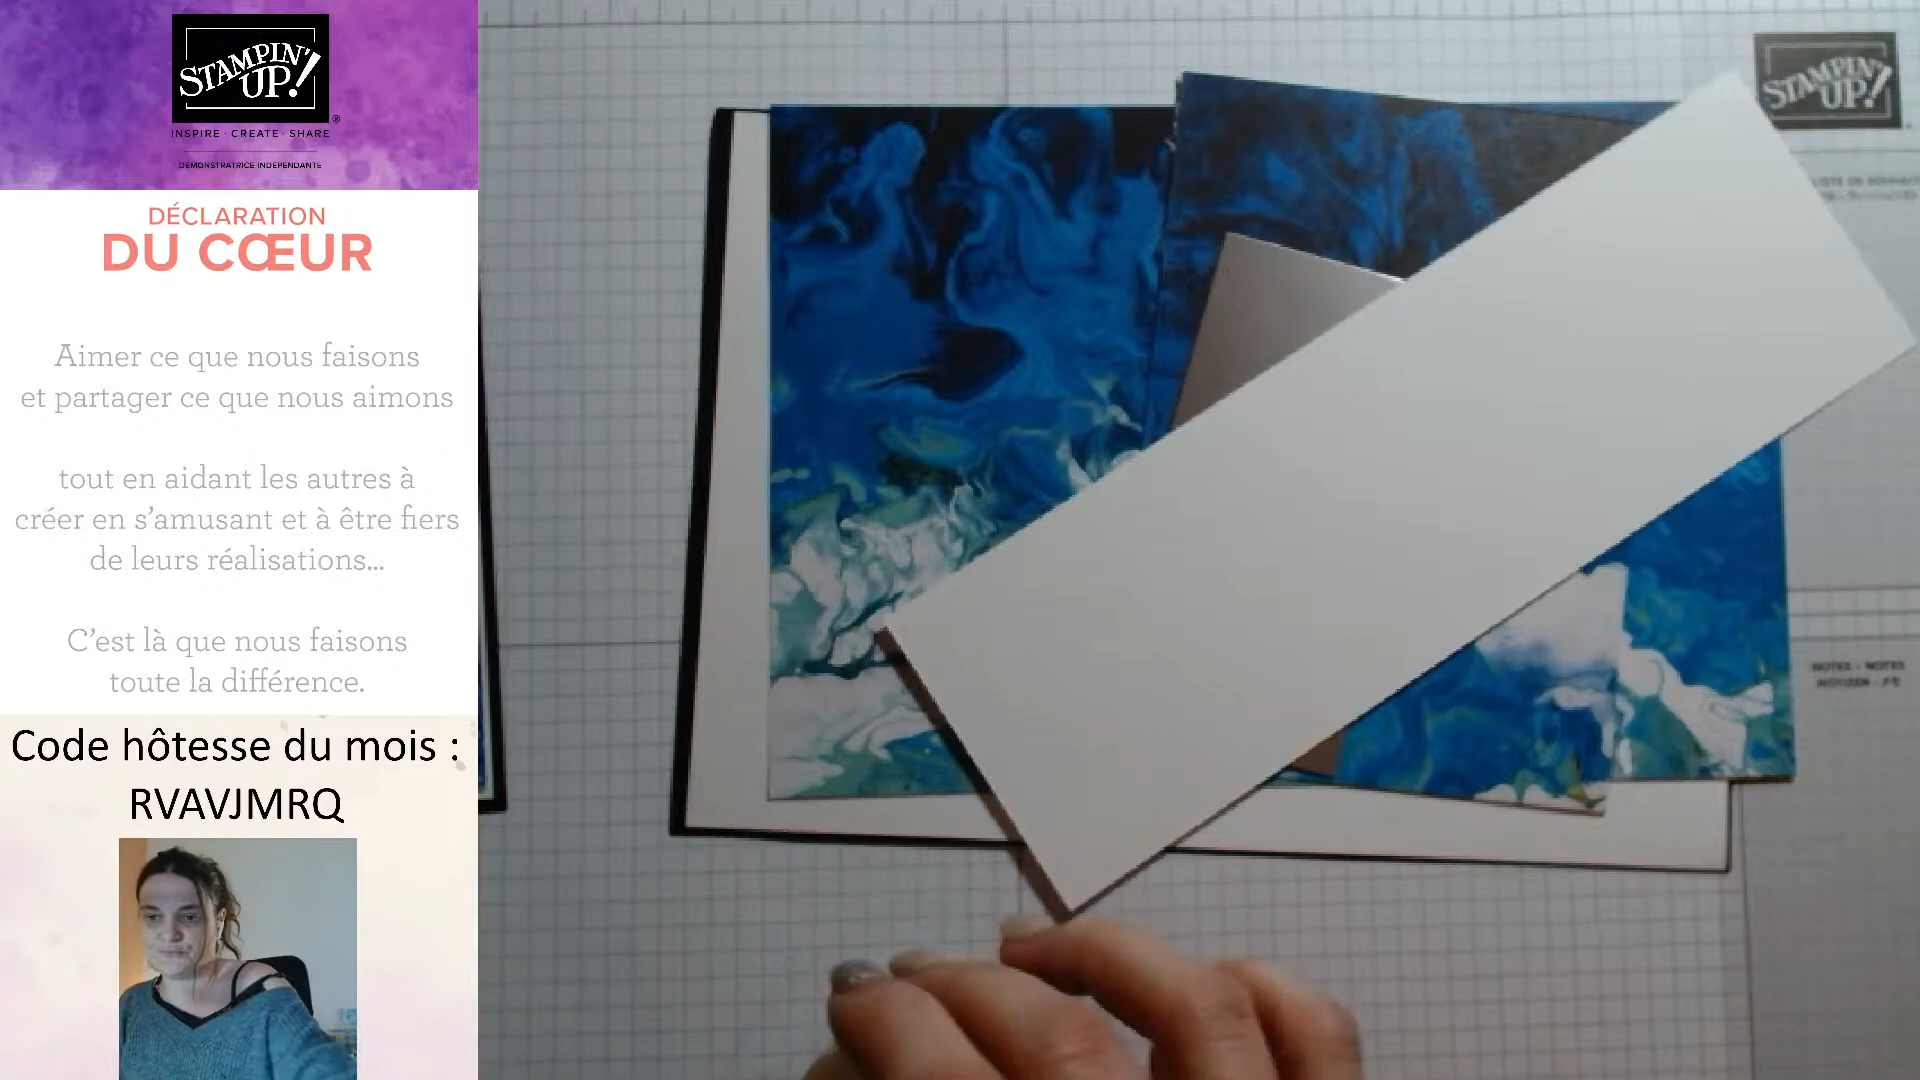 STAMPIN' UP!®
INSPIRE · CREATE · SHARE
DÉMONSTRATRICE INDÉPENDANTE
DÉCLARATION
DU CŒUR
Aimer ce que nous faisons
et partager ce que nous aimons
tout en aidant les autres à
créer en s'amusant et à être fiers
de leurs réalisations...
C'est là que nous faisons
toute la différence.
Code hôtesse du mois :
RVAVJMRQ
STAMPIN' UP!
NOTES - NOTES
NOTIZEN